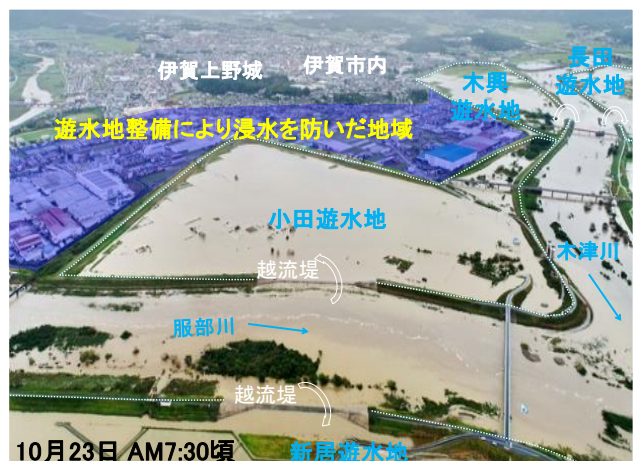 伊賀上野城
伊賀市内
長田
遊水地
木興
遊水地
遊水地整備により浸水を防いだ地域
小田遊水地
木津川
越流堤
服部川
越流堤
10月23日 AM7:30頃
新居遊水地